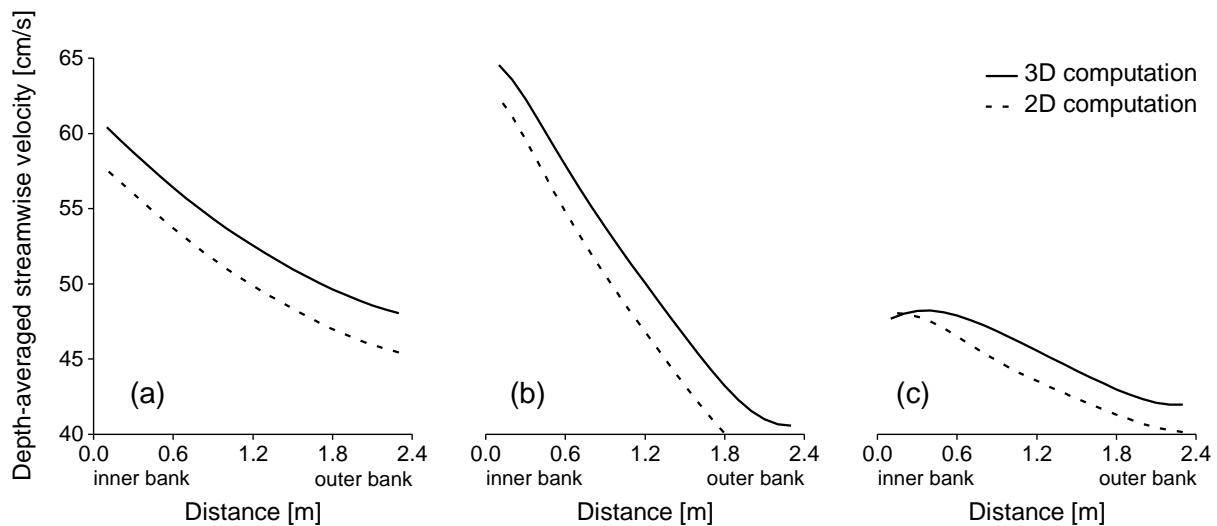 Depth-averaged streamwise velocity [cm/s]
65
60
55
50
45
40
(a)
0.0 0.6 1.2 1.8 2.4
inner bank outer bank
Distance [m]
(b)
0.0 0.6 1.2 1.8 2.4
inner bank outer bank
Distance [m]
3D computation
2D computation
(c)
0.0 0.6 1.2 1.8 2.4
inner bank outer bank
Distance [m]